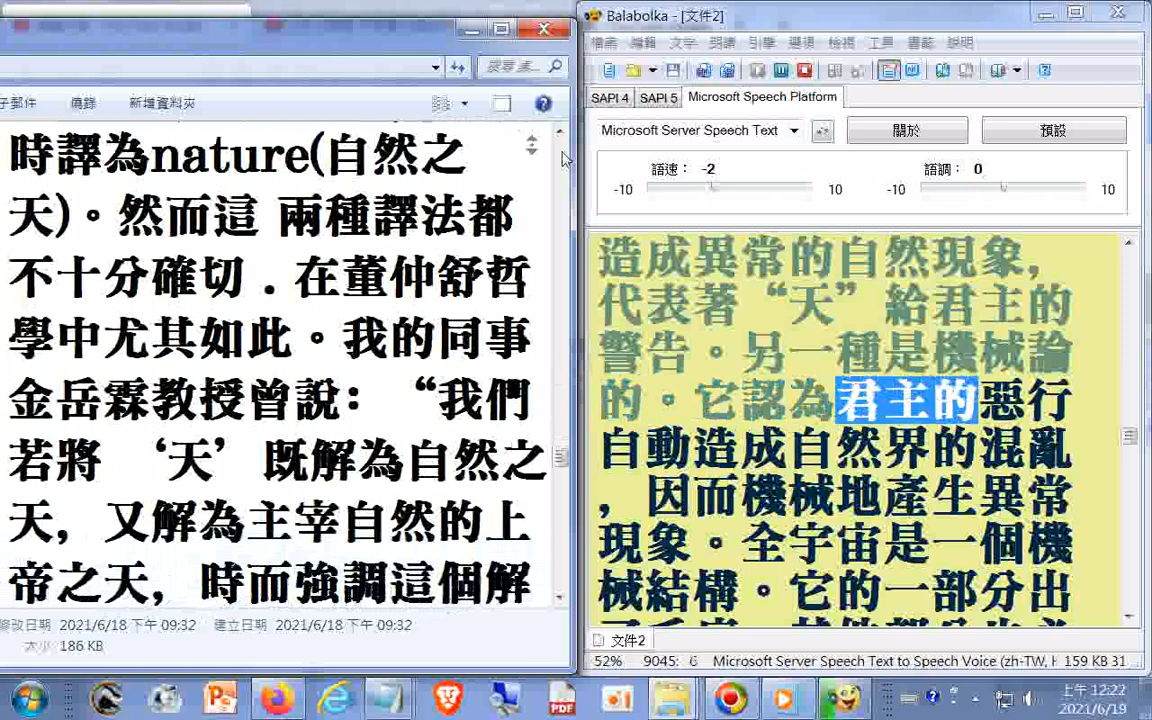 子郵件
燒錄
新增資料夾
時譯為nature(自然之
天)。然而這 兩種譯法都
不十分確切．在董仲舒哲
學中尤其如此。我的同事
金岳霖教授曾說：“我們
若將 ‘天’ 既解為自然之
天，又解為主宰自然的上
帝之天，時而強調這個解
修改日期 2021/6/18 下午 09:32 建立日期 2021/6/18 下午 09:32
大小 186 KB
Balabolka - [文件2]
檔案 編輯 文字 朗讀 引擎 選項 檢視 工具 書籤 說明
SAPI 4 SAPI 5 Microsoft Speech Platform
Microsoft Server Speech Text 關於 預設
語速： -2 語調： 0
-10 10 -10 10
造成異常的自然現象，
代表著“天”給君主的
警告。另一種是機械論
的。它認為君主的惡行
自動造成自然界的混亂
，因而機械地產生異常
現象。全宇宙是一個機
械結構。它的一部分出
文件2
52% 9045: 6 Microsoft Server Speech Text to Speech Voice (zh-TW, H 159 KB 31
上午 12:22
2021/6/19